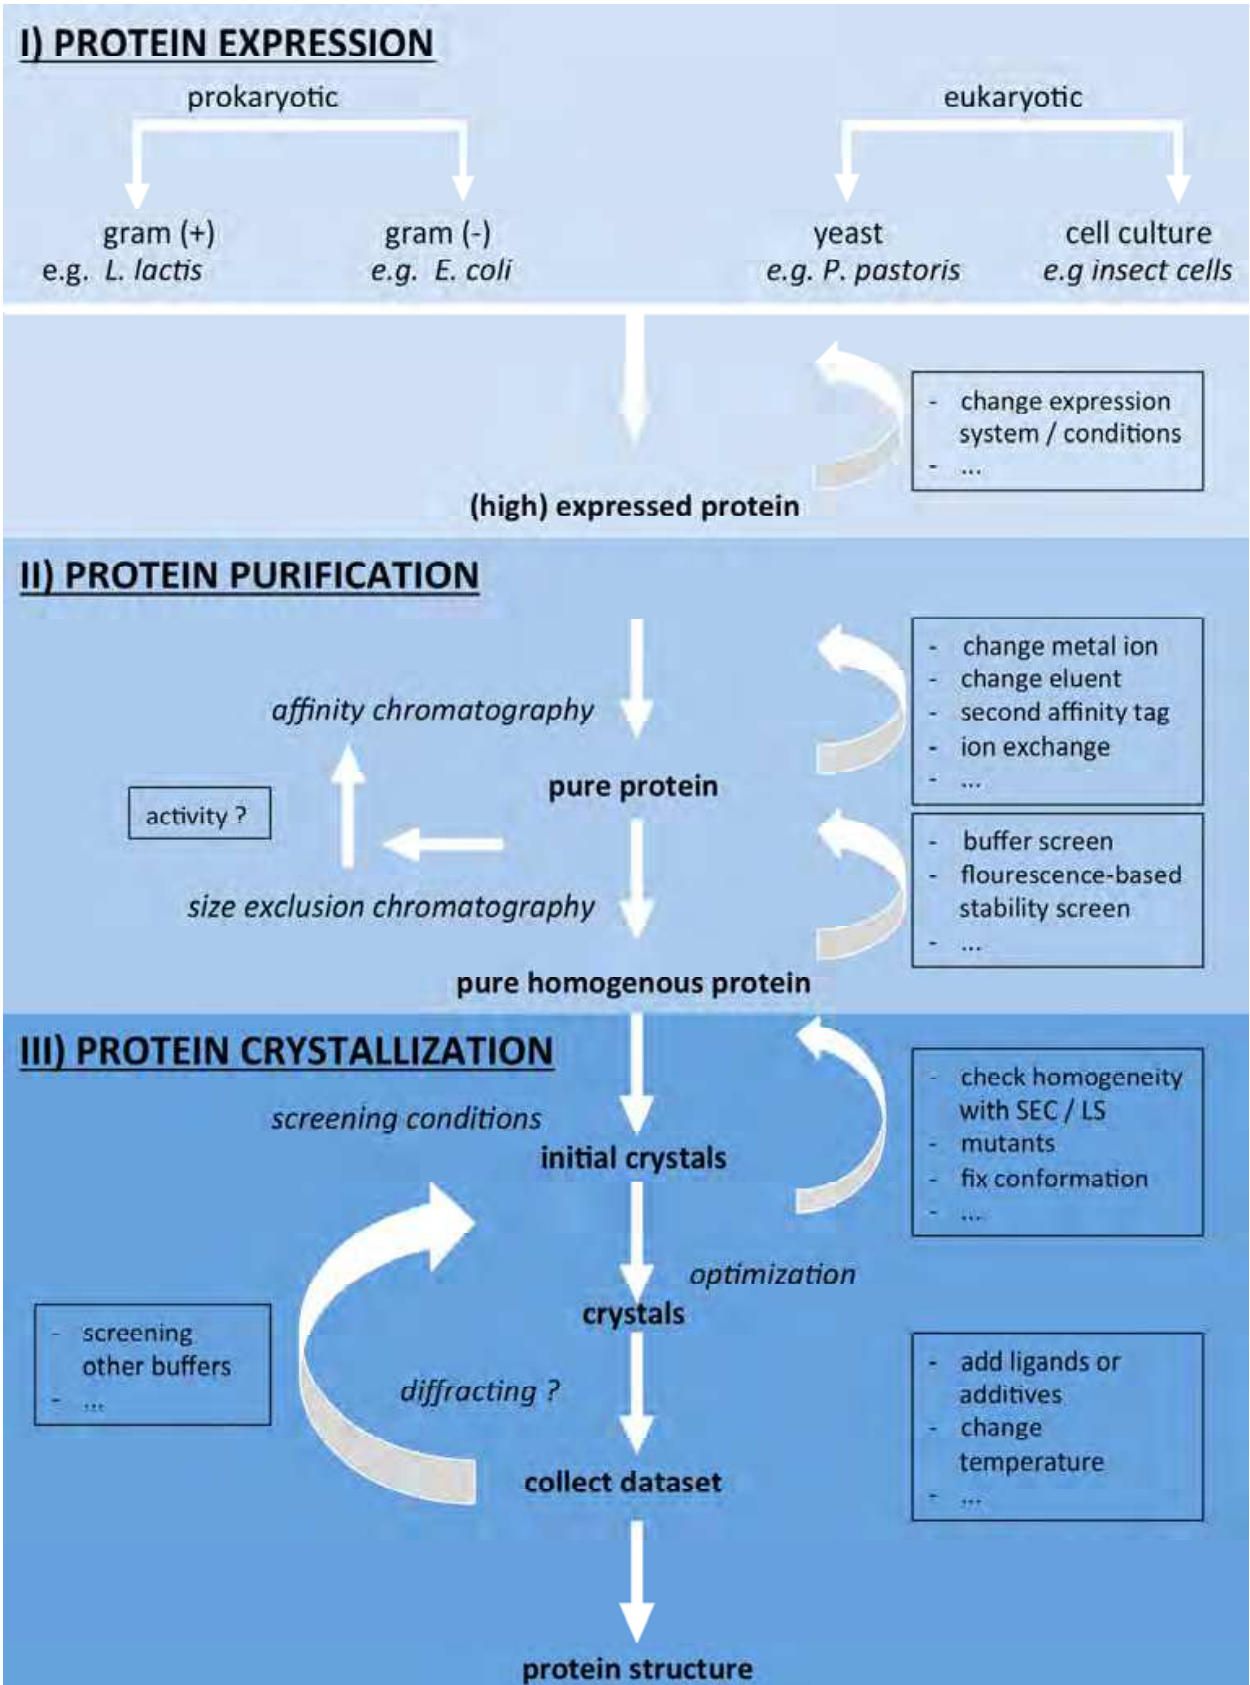 I) PROTEIN EXPRESSION
prokaryotic
eukaryotic
gram (+)
e.g. L. lactis
gram (-)
e.g. E. coli
yeast
e.g. P. pastoris
cell culture
e.g insect cells
- change expression
system / conditions
- ...
(high) expressed protein
II) PROTEIN PURIFICATION
- change metal ion
- change eluent
- second affinity tag
- ion exchange
- ...
affinity chromatography
pure protein
activity ?
- buffer screen
- flourescence-based
stability screen
- ...
size exclusion chromatography
pure homogenous protein
III) PROTEIN CRYSTALLIZATION
- check homogeneity
with SEC / LS
- mutants
- fix conformation
- ...
screening conditions
initial crystals
optimization
crystals
- screening
other buffers
- ...
diffracting ?
- add ligands or
additives
- change
temperature
- ...
collect dataset
protein structure